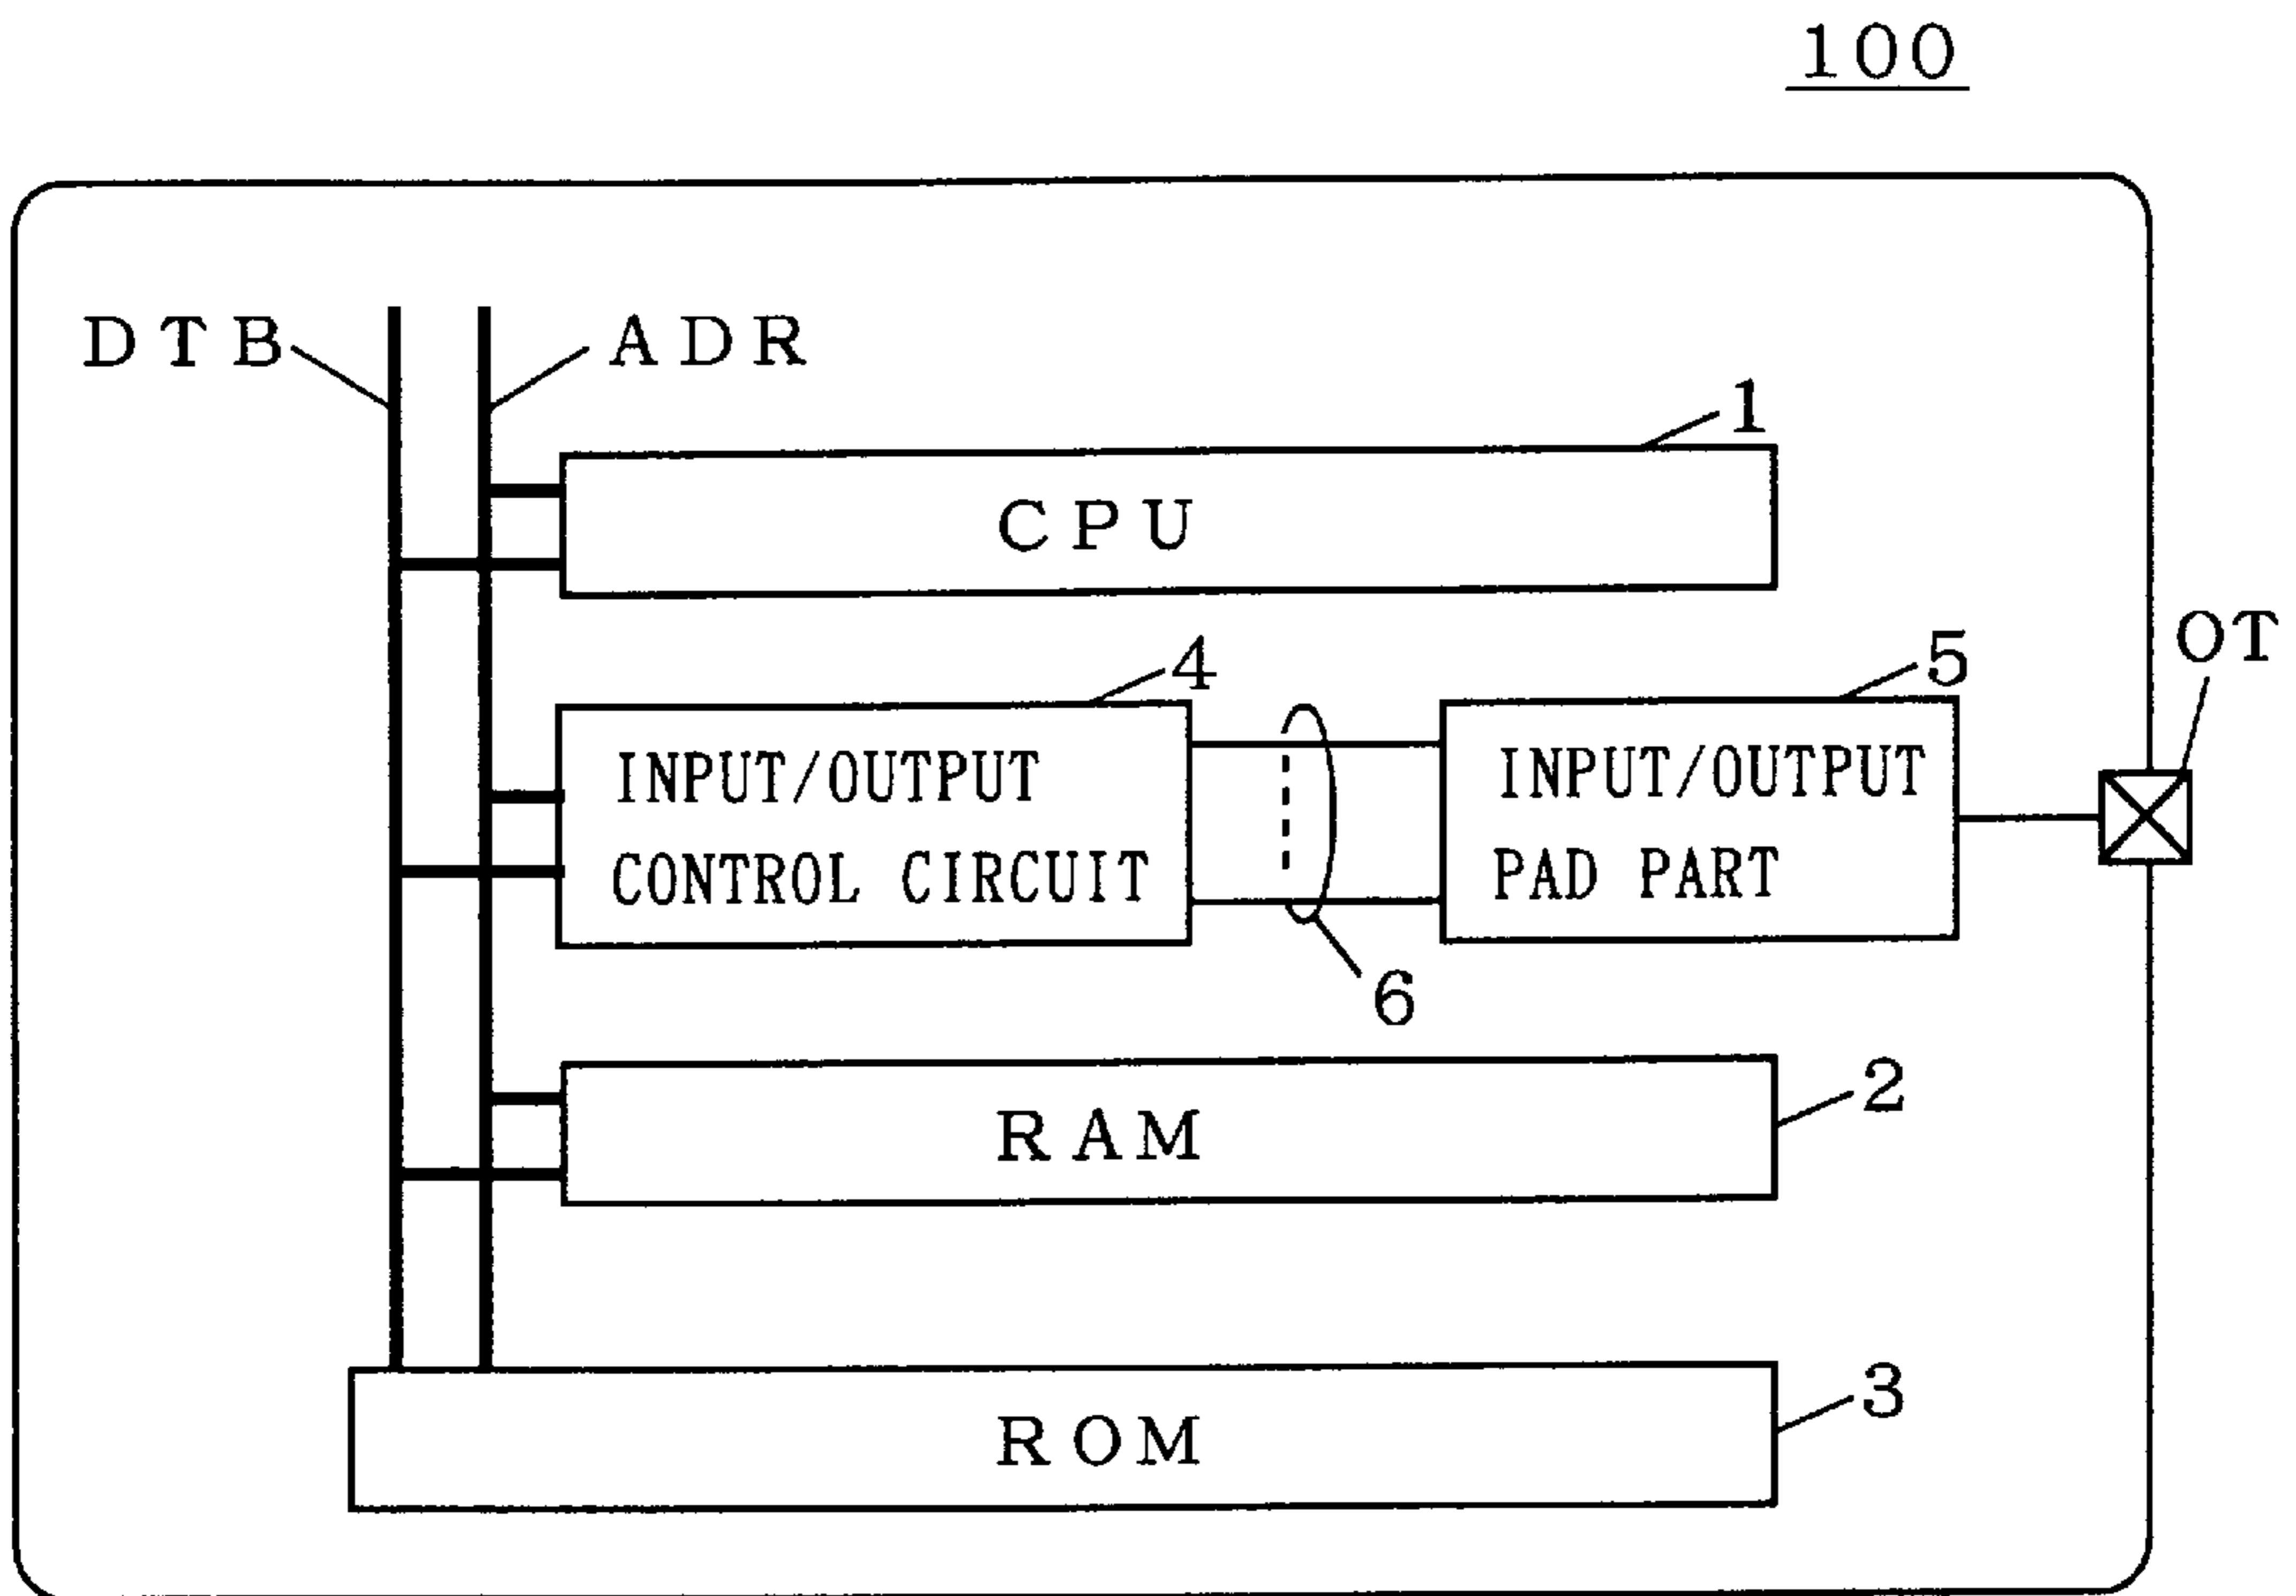 100
DTB
ADR
1
CPU
OT
4
5
INPUT/OUTPUT
CONTROL CIRCUIT
INPUT/OUTPUT
PAD PART
6
2
RAM
3
ROM